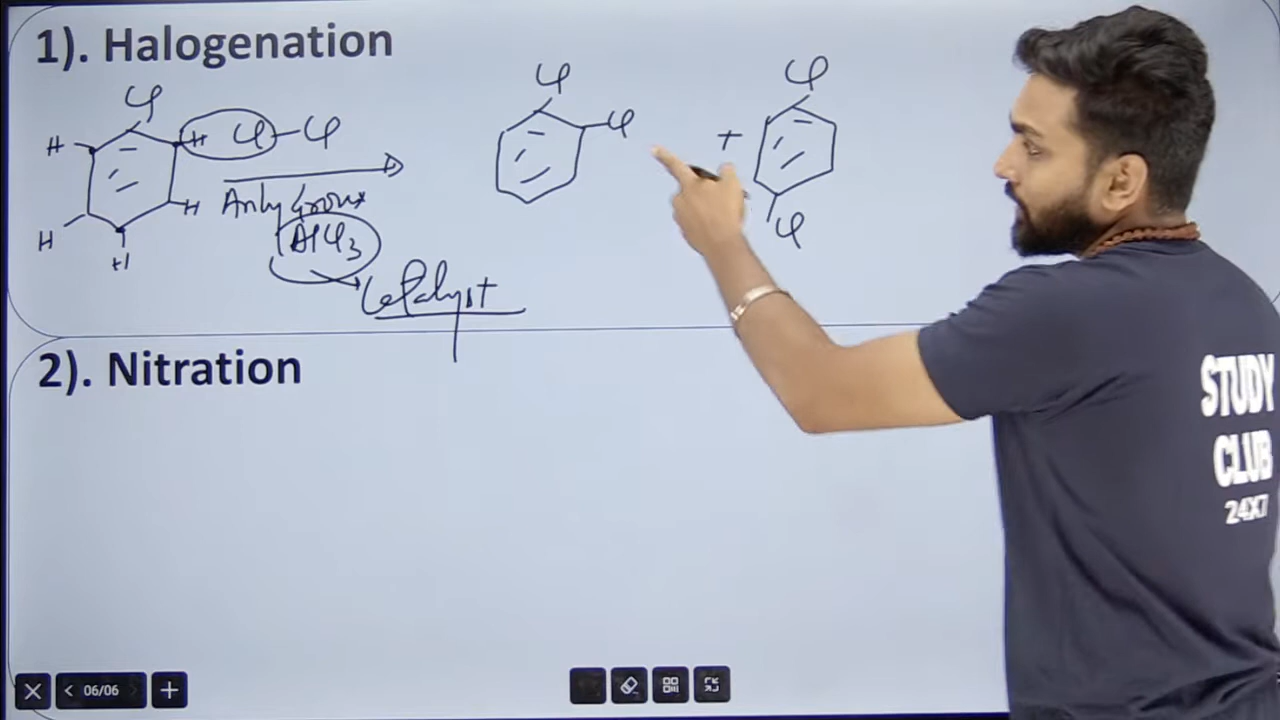 1). Halogenation
Cl
Cl
Cl
H
H
Cl-Cl
Cl
+
H
Anhydrous
H
AlCl3
Cl
H
Catalyst
2). Nitration
STUDY
CLUB
24X7
06/06